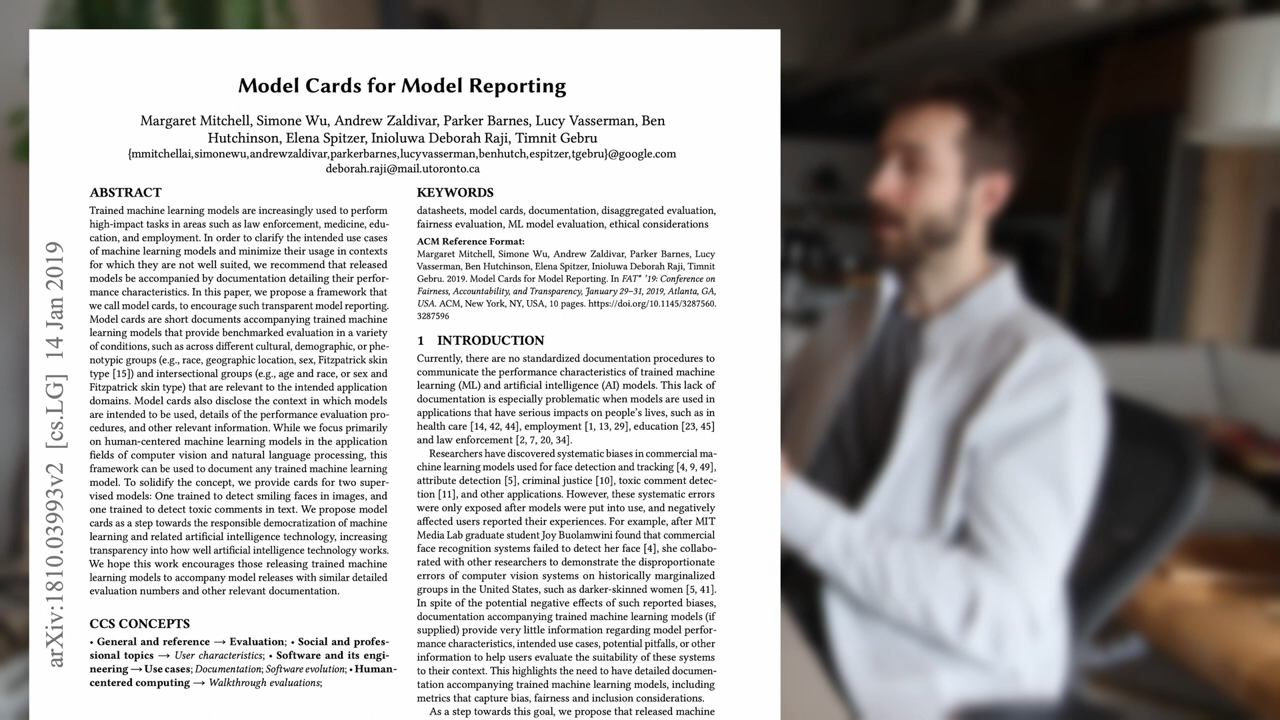 Model Cards for Model Reporting
Margaret Mitchell, Simone Wu, Andrew Zaldivar, Parker Barnes, Lucy Vasserman, Ben
Hutchinson, Elena Spitzer, Inioluwa Deborah Raji, Timnit Gebru
{mmitchellai,simonewu,andrewzaldivar,parkerbarnes,lucyvasserman,benhutch,espitzer,tgebru}@google.com
deborah.raji@mail.utoronto.ca
arXiv:1810.03993v2 [cs.LG] 14 Jan 2019
ABSTRACT
Trained machine learning models are increasingly used to perform
high-impact tasks in areas such as law enforcement, medicine, edu-
cation, and employment. In order to clarify the intended use cases
of machine learning models and minimize their usage in contexts
for which they are not well suited, we recommend that released
models be accompanied by documentation detailing their perfor-
mance characteristics. In this paper, we propose a framework that
we call model cards, to encourage such transparent model reporting.
Model cards are short documents accompanying trained machine
learning models that provide benchmarked evaluation in a variety
of conditions, such as across different cultural, demographic, or phe-
notypic groups (e.g., race, geographic location, sex, Fitzpatrick skin
type [15]) and intersectional groups (e.g., age and race, or sex and
Fitzpatrick skin type) that are relevant to the intended application
domains. Model cards also disclose the context in which models
are intended to be used, details of the performance evaluation pro-
cedures, and other relevant information. While we focus primarily
on human-centered machine learning models in the application
fields of computer vision and natural language processing, this
framework can be used to document any trained machine learning
model. To solidify the concept, we provide cards for two super-
vised models: One trained to detect smiling faces in images, and
one trained to detect toxic comments in text. We propose model
cards as a step towards the responsible democratization of machine
learning and related artificial intelligence technology, increasing
transparency into how well artificial intelligence technology works.
We hope this work encourages those releasing trained machine
learning models to accompany model releases with similar detailed
evaluation numbers and other relevant documentation.
CCS CONCEPTS
• General and reference → Evaluation; • Social and profes-
sional topics → User characteristics; • Software and its engi-
neering → Use cases; Documentation; Software evolution; • Human-
centered computing → Walkthrough evaluations;
KEYWORDS
datasheets, model cards, documentation, disaggregated evaluation,
fairness evaluation, ML model evaluation, ethical considerations
ACM Reference Format:
Margaret Mitchell, Simone Wu, Andrew Zaldivar, Parker Barnes, Lucy
Vasserman, Ben Hutchinson, Elena Spitzer, Inioluwa Deborah Raji, Timnit
Gebru. 2019. Model Cards for Model Reporting. In FAT* '19: Conference on
Fairness, Accountability, and Transparency, January 29–31, 2019, Atlanta, GA,
USA. ACM, New York, NY, USA, 10 pages. https://doi.org/10.1145/3287560.
3287596
1 INTRODUCTION
Currently, there are no standardized documentation procedures to
communicate the performance characteristics of trained machine
learning (ML) and artificial intelligence (AI) models. This lack of
documentation is especially problematic when models are used in
applications that have serious impacts on people's lives, such as in
health care [14, 42, 44], employment [1, 13, 29], education [23, 45]
and law enforcement [2, 7, 20, 34].
Researchers have discovered systematic biases in commercial ma-
chine learning models used for face detection and tracking [4, 9, 49],
attribute detection [5], criminal justice [10], toxic comment detec-
tion [11], and other applications. However, these systematic errors
were only exposed after models were put into use, and negatively
affected users reported their experiences. For example, after MIT
Media Lab graduate student Joy Buolamwini found that commercial
face recognition systems failed to detect her face [4], she collabo-
rated with other researchers to demonstrate the disproportionate
errors of computer vision systems on historically marginalized
groups in the United States, such as darker-skinned women [5, 41].
In spite of the potential negative effects of such reported biases,
documentation accompanying trained machine learning models (if
supplied) provide very little information regarding model perfor-
mance characteristics, intended use cases, potential pitfalls, or other
information to help users evaluate the suitability of these systems
to their context. This highlights the need to have detailed documen-
tation accompanying trained machine learning models, including
metrics that capture bias, fairness and inclusion considerations.
As a step towards this goal, we propose that released machine